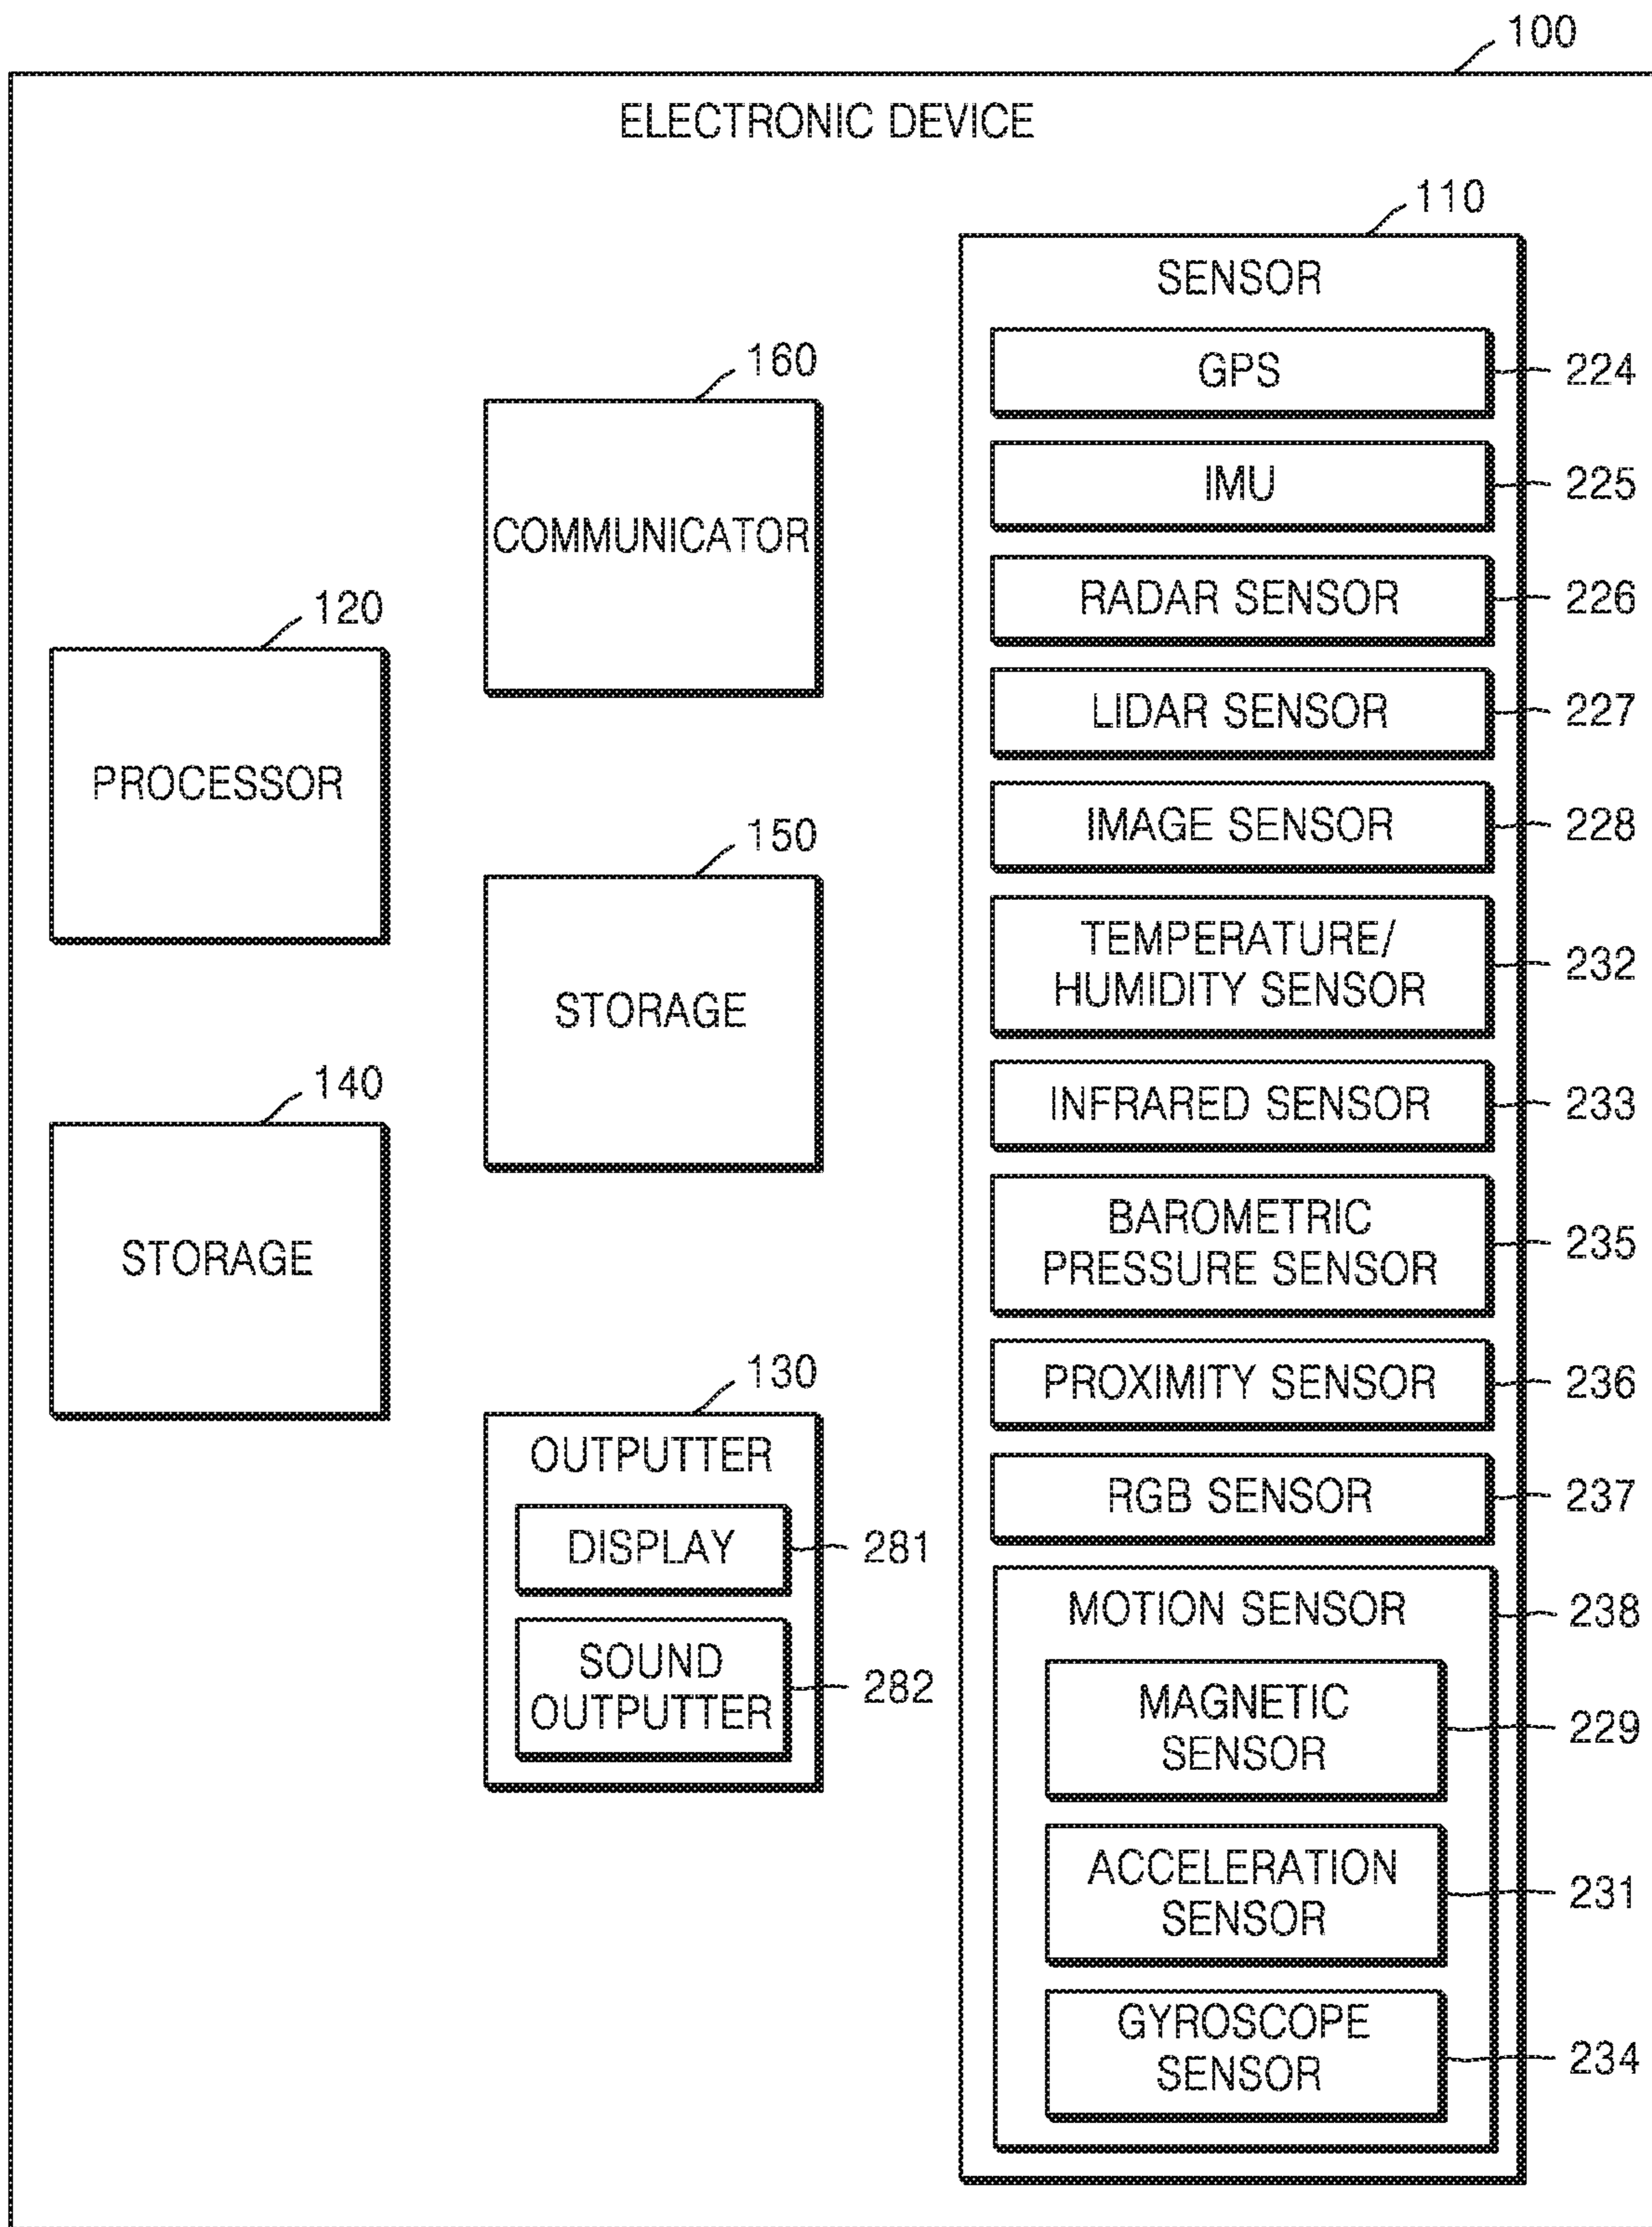 100
ELECTRONIC DEVICE
110
SENSOR
GPS
224
IMU
225
RADAR SENSOR
226
LIDAR SENSOR
227
IMAGE SENSOR
228
TEMPERATURE/
HUMIDITY SENSOR
232
INFRARED SENSOR
233
BAROMETRIC
PRESSURE SENSOR
235
PROXIMITY SENSOR
236
RGB SENSOR
237
MOTION SENSOR
238
MAGNETIC
SENSOR
229
ACCELERATION
SENSOR
231
GYROSCOPE
SENSOR
234
160
COMMUNICATOR
120
PROCESSOR
150
STORAGE
140
STORAGE
130
OUTPUTTER
DISPLAY
281
SOUND
OUTPUTTER
282